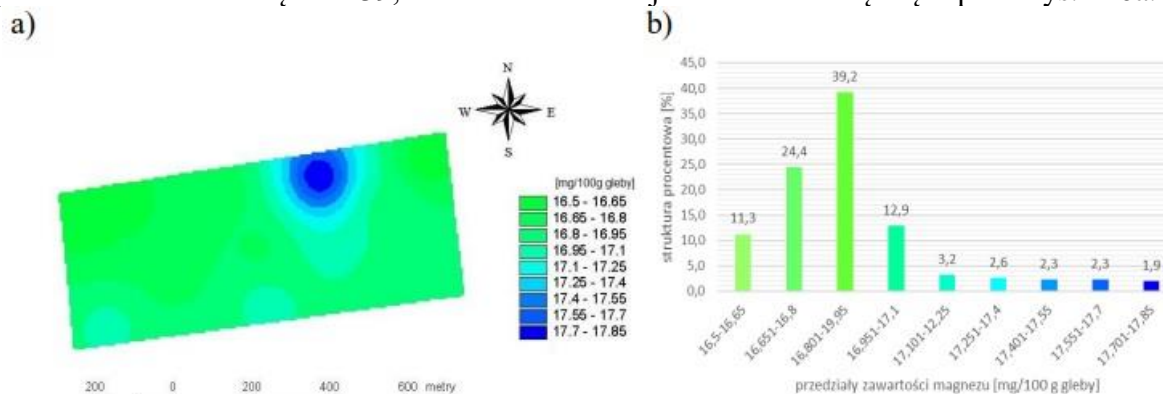 a)
N
W E
S
[mg/100g gleby]
16.5 - 16.65
16.65 - 16.8
16.8 - 16.95
16.95 - 17.1
17.1 - 17.25
17.25 - 17.4
17.4 - 17.55
17.55 - 17.7
17.7 - 17.85
200 0 200 400 600 metry
b)
struktura procentowa [%]
45,0
40,0
35,0
30,0
25,0
20,0
15,0
10,0
5,0
0,0
11,3
24,4
39,2
12,9
3,2
2,6
2,3
2,3
1,9
16,5-16,65
16,651-16,8
16,801-19,95
16,951-17,1
17,101-12,25
17,251-17,4
17,401-17,55
17,551-17,7
17,701-17,85
przedziały zawartości magnezu [mg/100 g gleby]